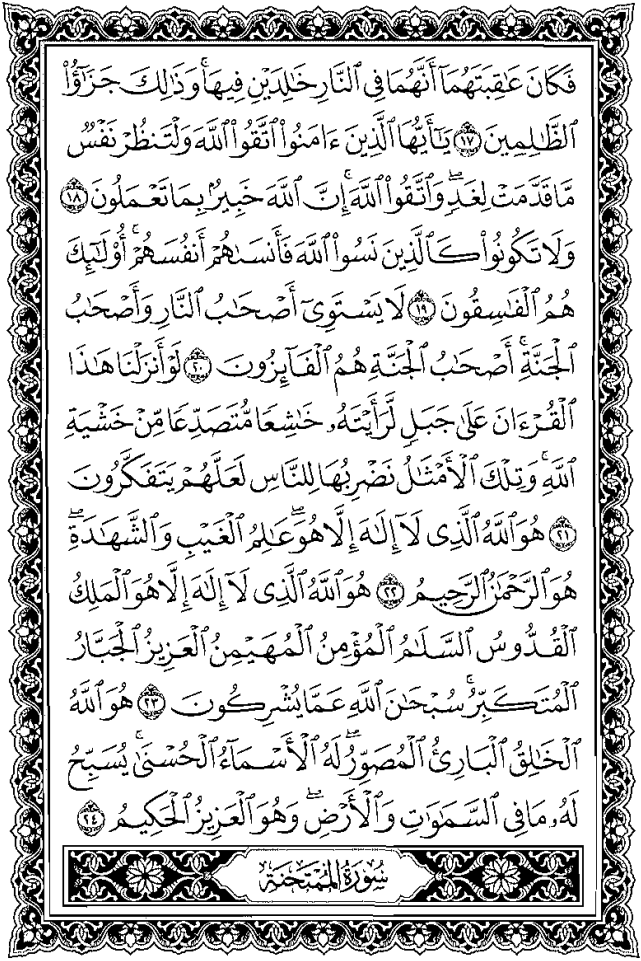 فَكَانَ عَـٰقِبَتَهُمَآ أَنَّهُمَا فِى ٱلنَّارِ خَـٰلِدَيْنِ فِيهَا ۚ وَذَٰلِكَ جَزَٰٓؤُا۟
ٱلظَّـٰلِمِينَ ١٧ يَـٰٓأَيُّهَا ٱلَّذِينَ ءَامَنُوا۟ ٱتَّقُوا۟ ٱللَّهَ وَلْتَنظُرْ نَفْسٌ
مَّا قَدَّمَتْ لِغَدٍ ۖ وَٱتَّقُوا۟ ٱللَّهَ ۚ إِنَّ ٱللَّهَ خَبِيرٌۢ بِمَا تَعْمَلُونَ ١٨
وَلَا تَكُونُوا۟ كَٱلَّذِينَ نَسُوا۟ ٱللَّهَ فَأَنسَىٰهُمْ أَنفُسَهُمْ ۚ أُو۟لَـٰٓئِكَ
هُمُ ٱلْفَـٰسِقُونَ ١٩ لَا يَسْتَوِىٓ أَصْحَـٰبُ ٱلنَّارِ وَأَصْحَـٰبُ
ٱلْجَنَّةِ ۚ أَصْحَـٰبُ ٱلْجَنَّةِ هُمُ ٱلْفَآئِزُونَ ٢٠ لَوْ أَنزَلْنَا هَـٰذَا
ٱلْقُرْءَانَ عَلَىٰ جَبَلٍ لَّرَأَيْتَهُۥ خَـٰشِعًا مُّتَصَدِّعًا مِّنْ خَشْيَةِ
ٱللَّهِ ۚ وَتِلْكَ ٱلْأَمْثَـٰلُ نَضْرِبُهَا لِلنَّاسِ لَعَلَّهُمْ يَتَفَكَّرُونَ
٢١ هُوَ ٱللَّهُ ٱلَّذِى لَآ إِلَـٰهَ إِلَّا هُوَ ۖ عَـٰلِمُ ٱلْغَيْبِ وَٱلشَّهَـٰدَةِ ۖ
هُوَ ٱلرَّحْمَـٰنُ ٱلرَّحِيمُ ٢٢ هُوَ ٱللَّهُ ٱلَّذِى لَآ إِلَـٰهَ إِلَّا هُوَ ٱلْمَلِكُ
ٱلْقُدُّوسُ ٱلسَّلَـٰمُ ٱلْمُؤْمِنُ ٱلْمُهَيْمِنُ ٱلْعَزِيزُ ٱلْجَبَّارُ
ٱلْمُتَكَبِّرُ ۚ سُبْحَـٰنَ ٱللَّهِ عَمَّا يُشْرِكُونَ ٢٣ هُوَ ٱللَّهُ
ٱلْخَـٰلِقُ ٱلْبَارِئُ ٱلْمُصَوِّرُ ۖ لَهُ ٱلْأَسْمَآءُ ٱلْحُسْنَىٰ ۚ يُسَبِّحُ
لَهُۥ مَا فِى ٱلسَّمَـٰوَٰتِ وَٱلْأَرْضِ ۖ وَهُوَ ٱلْعَزِيزُ ٱلْحَكِيمُ ٢٤
سُورَةُ المُمْتَحنَة